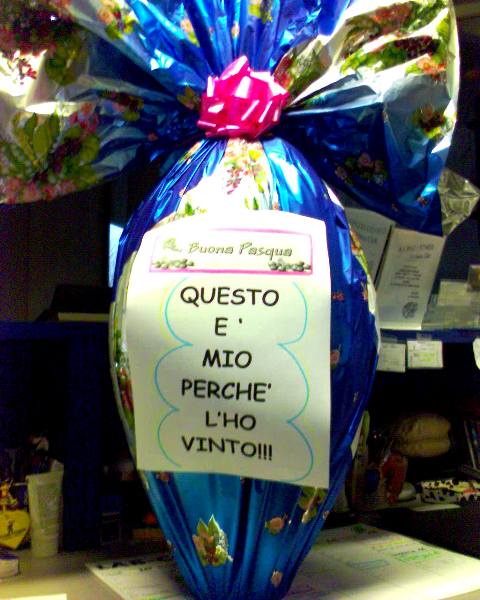 Buona Pasqua
QUESTO
E '
MIO
PERCHE'
L'HO
VINTO!!!